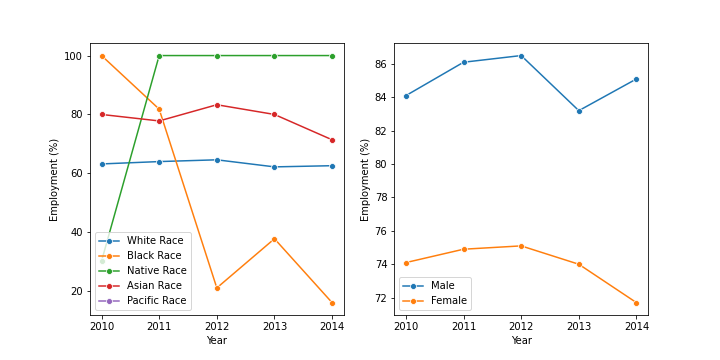 Employment (%)
100
80
60
40
20
White Race
Black Race
Native Race
Asian Race
Pacific Race
2010 2011 2012 2013 2014
Year
Employment (%)
86
84
82
80
78
76
74
72
Male
Female
2010 2011 2012 2013 2014
Year